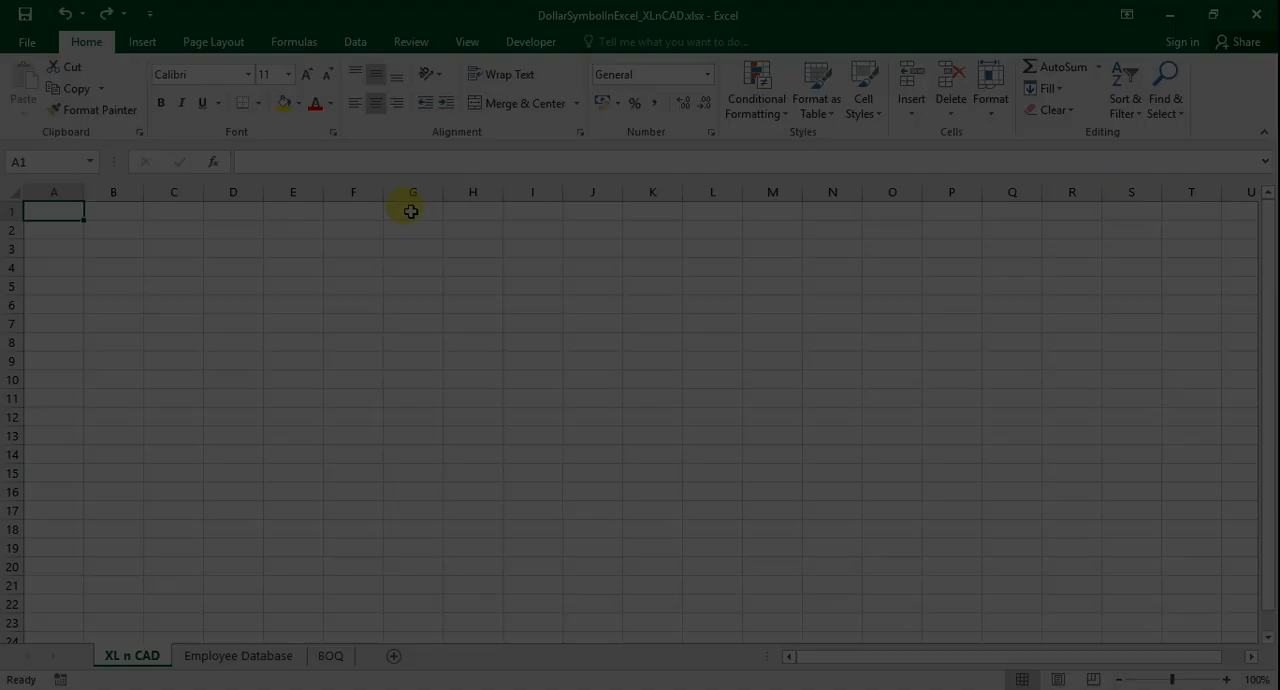 DollarSymbolInExcel_XLnCAD.xlsx - Excel
File Home Insert Page Layout Formulas Data Review View Developer Tell me what you want to do... Sign in Share
Paste
Cut
Copy
Format Painter
Clipboard
Calibri 11 A A
B I U A
Font
Wrap Text
Merge & Center
Alignment
General
%
Number
Conditional Formatting
Format as Table
Cell Styles
Styles
Insert
Delete
Format
Cells
AutoSum
Fill
Clear
Sort & Filter
Find & Select
Editing
A1 fx
A B C D E F G H I J K L M N O P Q R S T U
1
2
3
4
5
6
7
8
9
10
11
12
13
14
15
16
17
18
19
20
21
22
23
24
XL n CAD Employee Database BOQ
Ready 100%